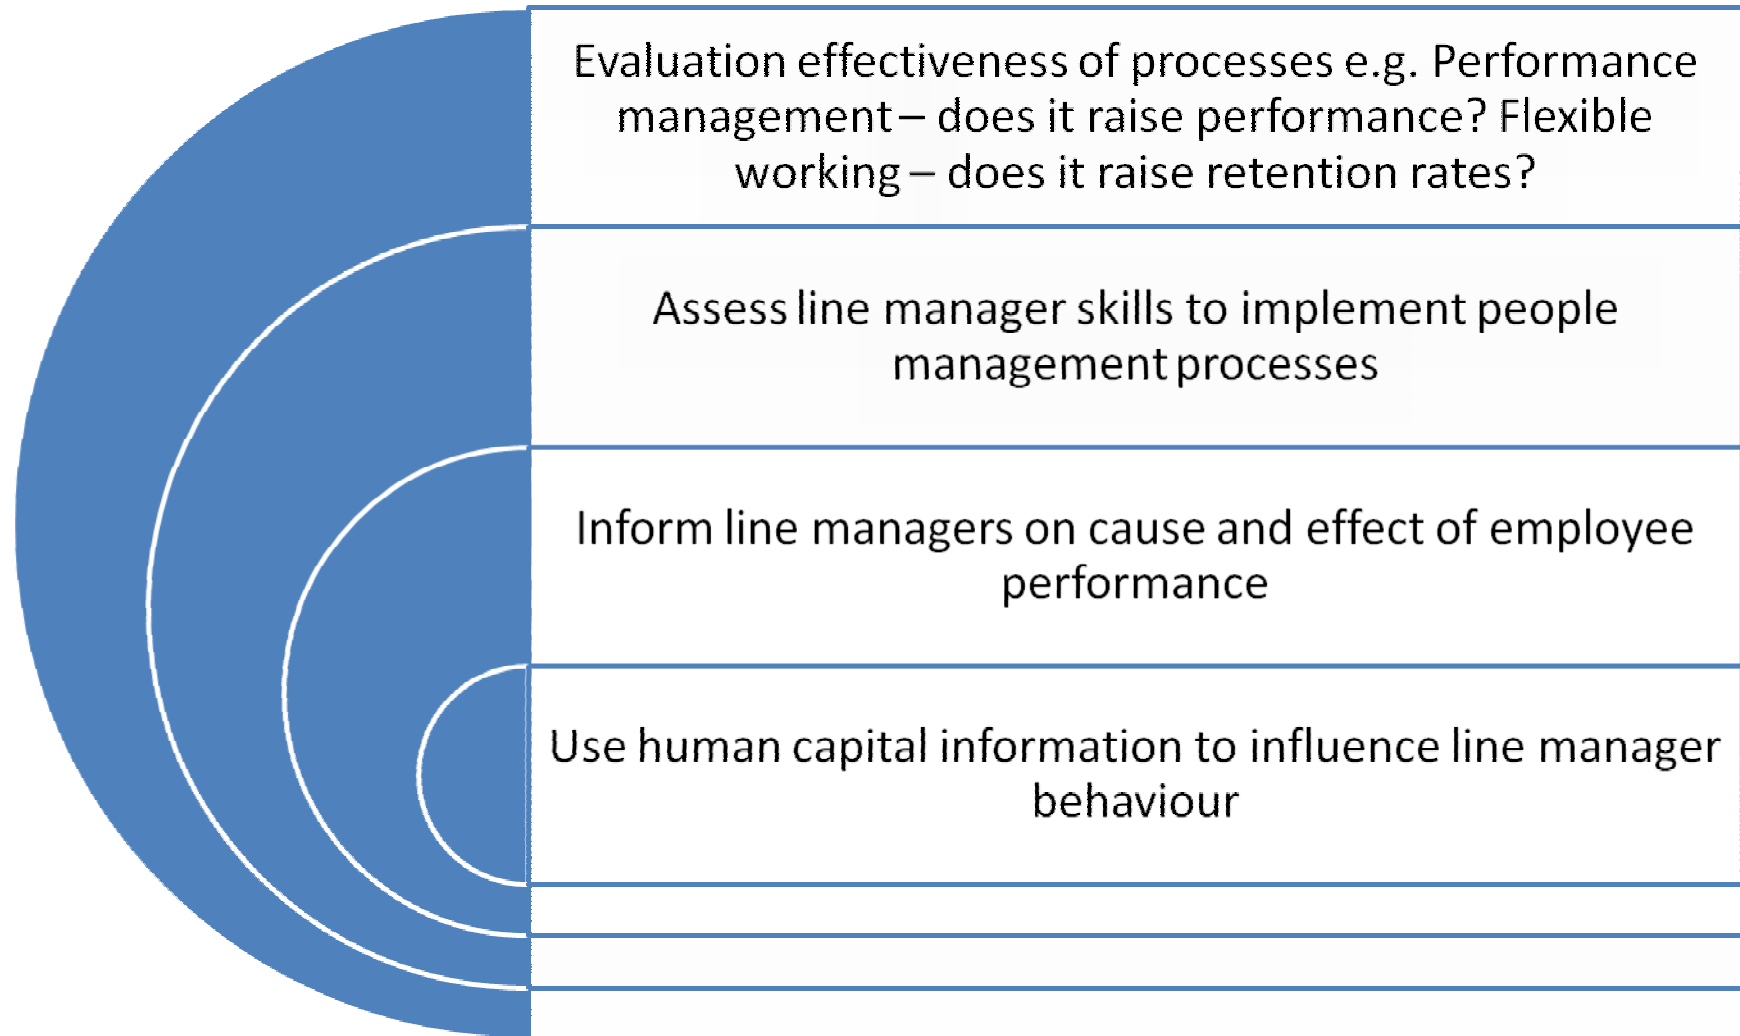 Evaluation effectiveness of processes e.g. Performance
management – does it raise performance? Flexible
working – does it raise retention rates?
Assess line manager skills to implement people
management processes
Inform line managers on cause and effect of employee
performance
Use human capital information to influence line manager
behaviour